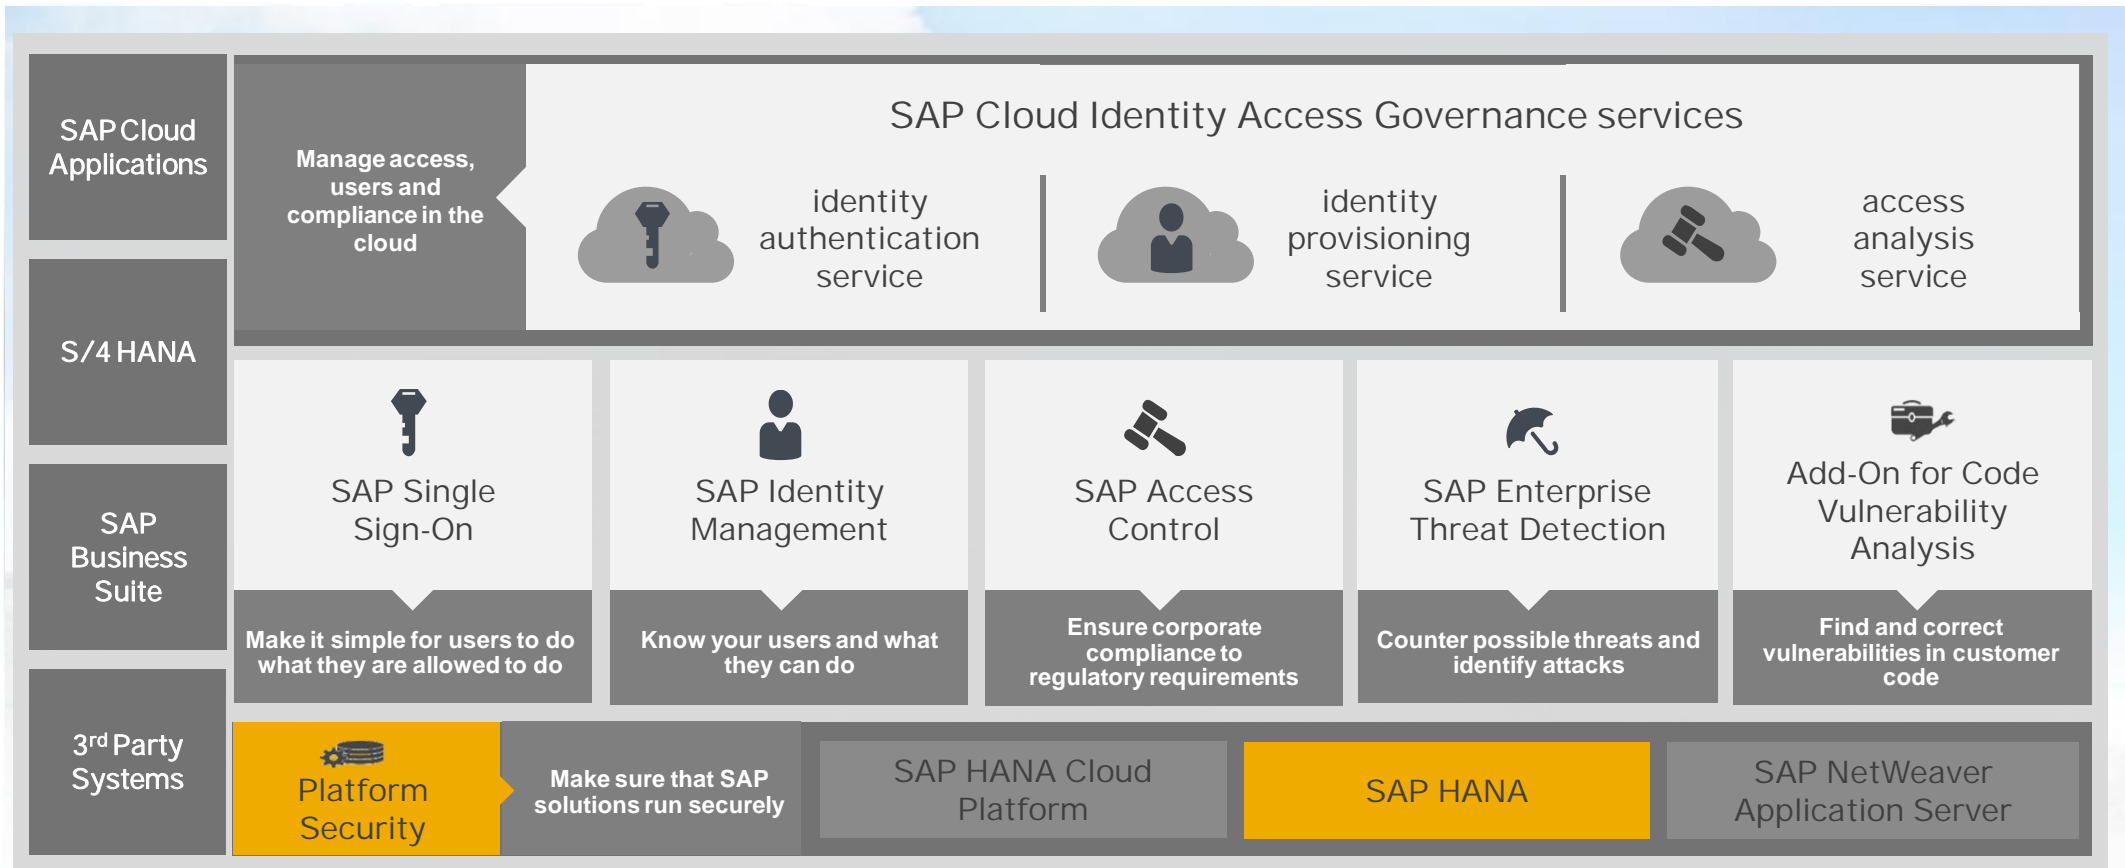 SAP Cloud
Applications
S/4 HANA
SAP
Business
Suite
3rd Party
Systems
Manage access,
users and
compliance in the
cloud
SAP Cloud Identity Access Governance services
identity
authentication
service
identity
provisioning
service
access
analysis
service
SAP Single
Sign-On
Make it simple for users to do
what they are allowed to do
SAP Identity
Management
Know your users and what
they can do
SAP Access
Control
Ensure corporate
compliance to
regulatory requirements
SAP Enterprise
Threat Detection
Counter possible threats and
identify attacks
Add-On for Code
Vulnerability
Analysis
Find and correct
vulnerabilities in customer
code
Platform
Security
Make sure that SAP
solutions run securely
SAP HANA Cloud
Platform
SAP HANA
SAP NetWeaver
Application Server